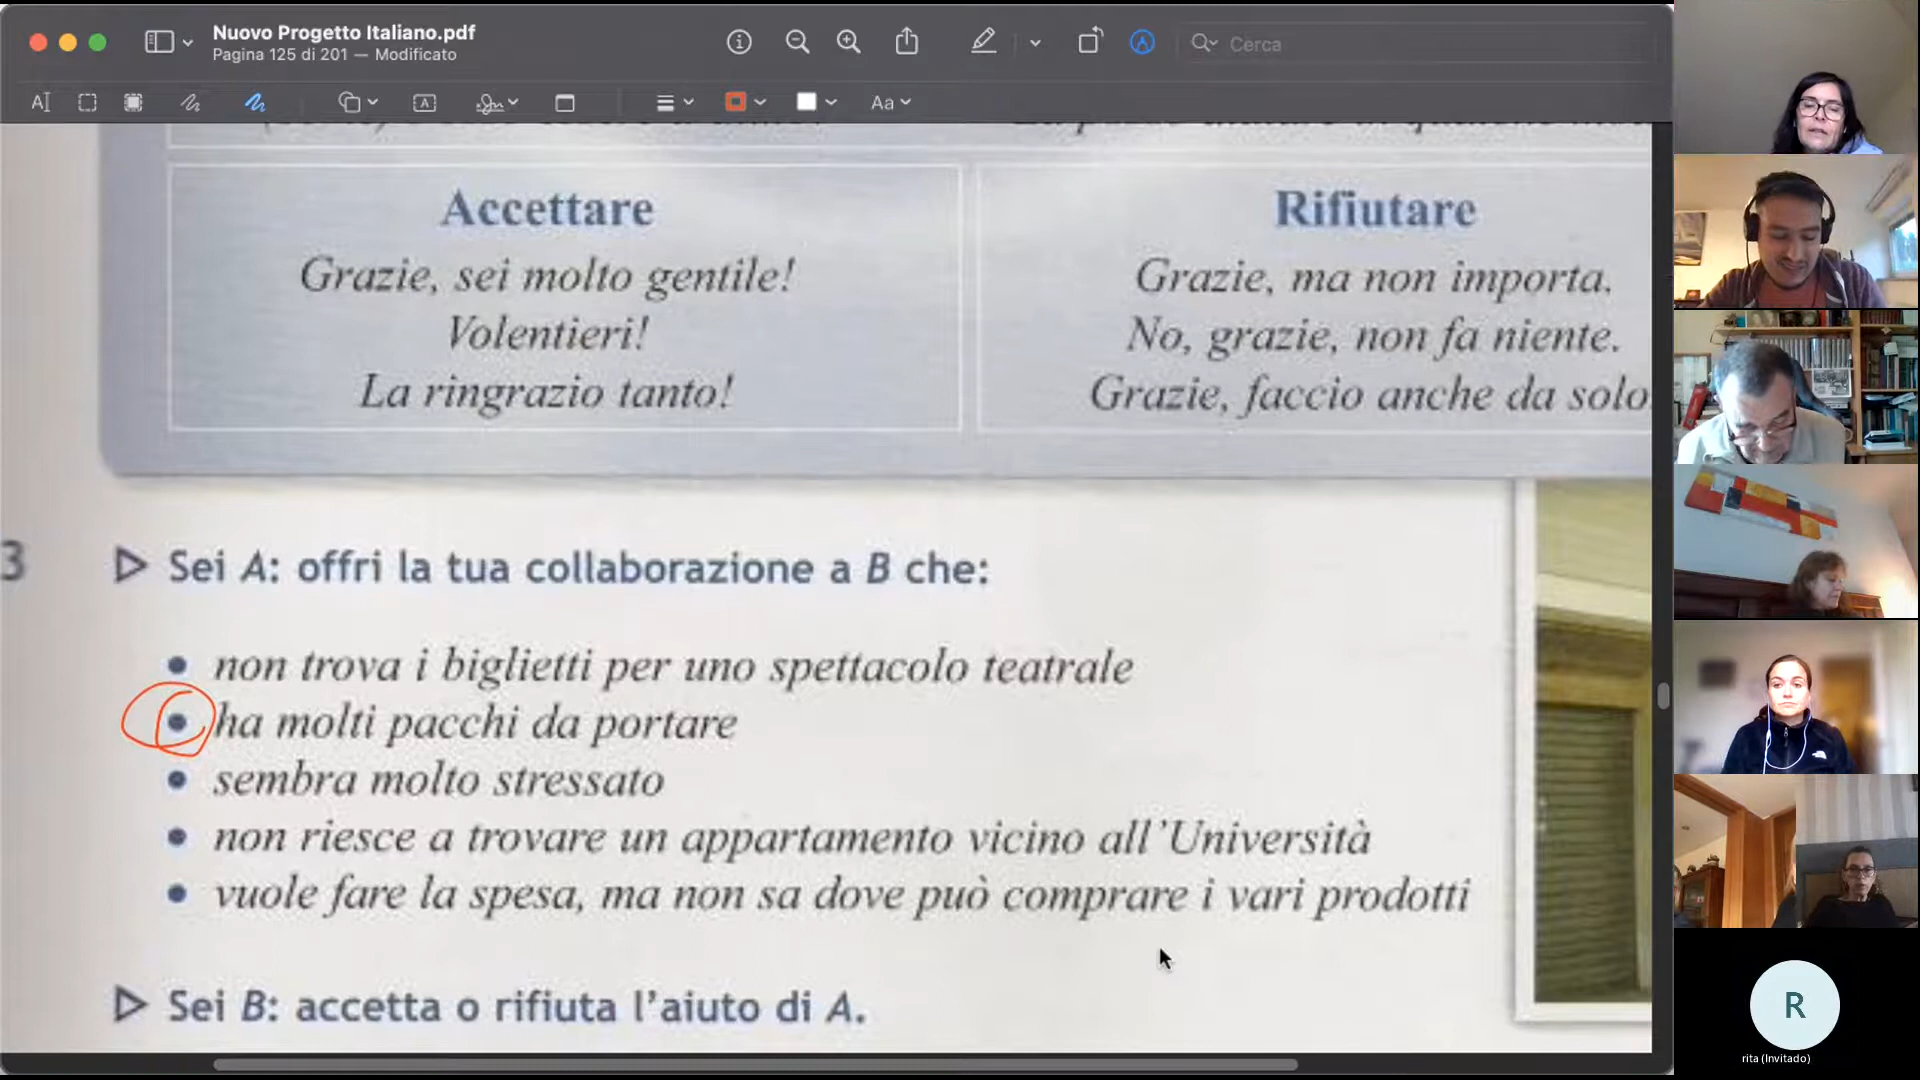 Nuovo Progetto Italiano.pdf
Pagina 125 di 201 — Modificato
Cerca
Aa
Accettare
Grazie, sei molto gentile!
Volentieri!
La ringrazio tanto!
Rifiutare
Grazie, ma non importa.
No, grazie, non fa niente.
Grazie, faccio anche da solo.
3
Sei A: offri la tua collaborazione a B che:
• non trova i biglietti per uno spettacolo teatrale
• ha molti pacchi da portare
• sembra molto stressato
• non riesce a trovare un appartamento vicino all'Università
• vuole fare la spesa, ma non sa dove può comprare i vari prodotti
Sei B: accetta o rifiuta l'aiuto di A.
R
rita (Invitado)